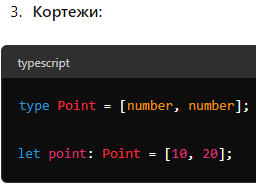 3. Кортежи:
typescript
type Point = [number, number];
let point: Point = [10, 20];